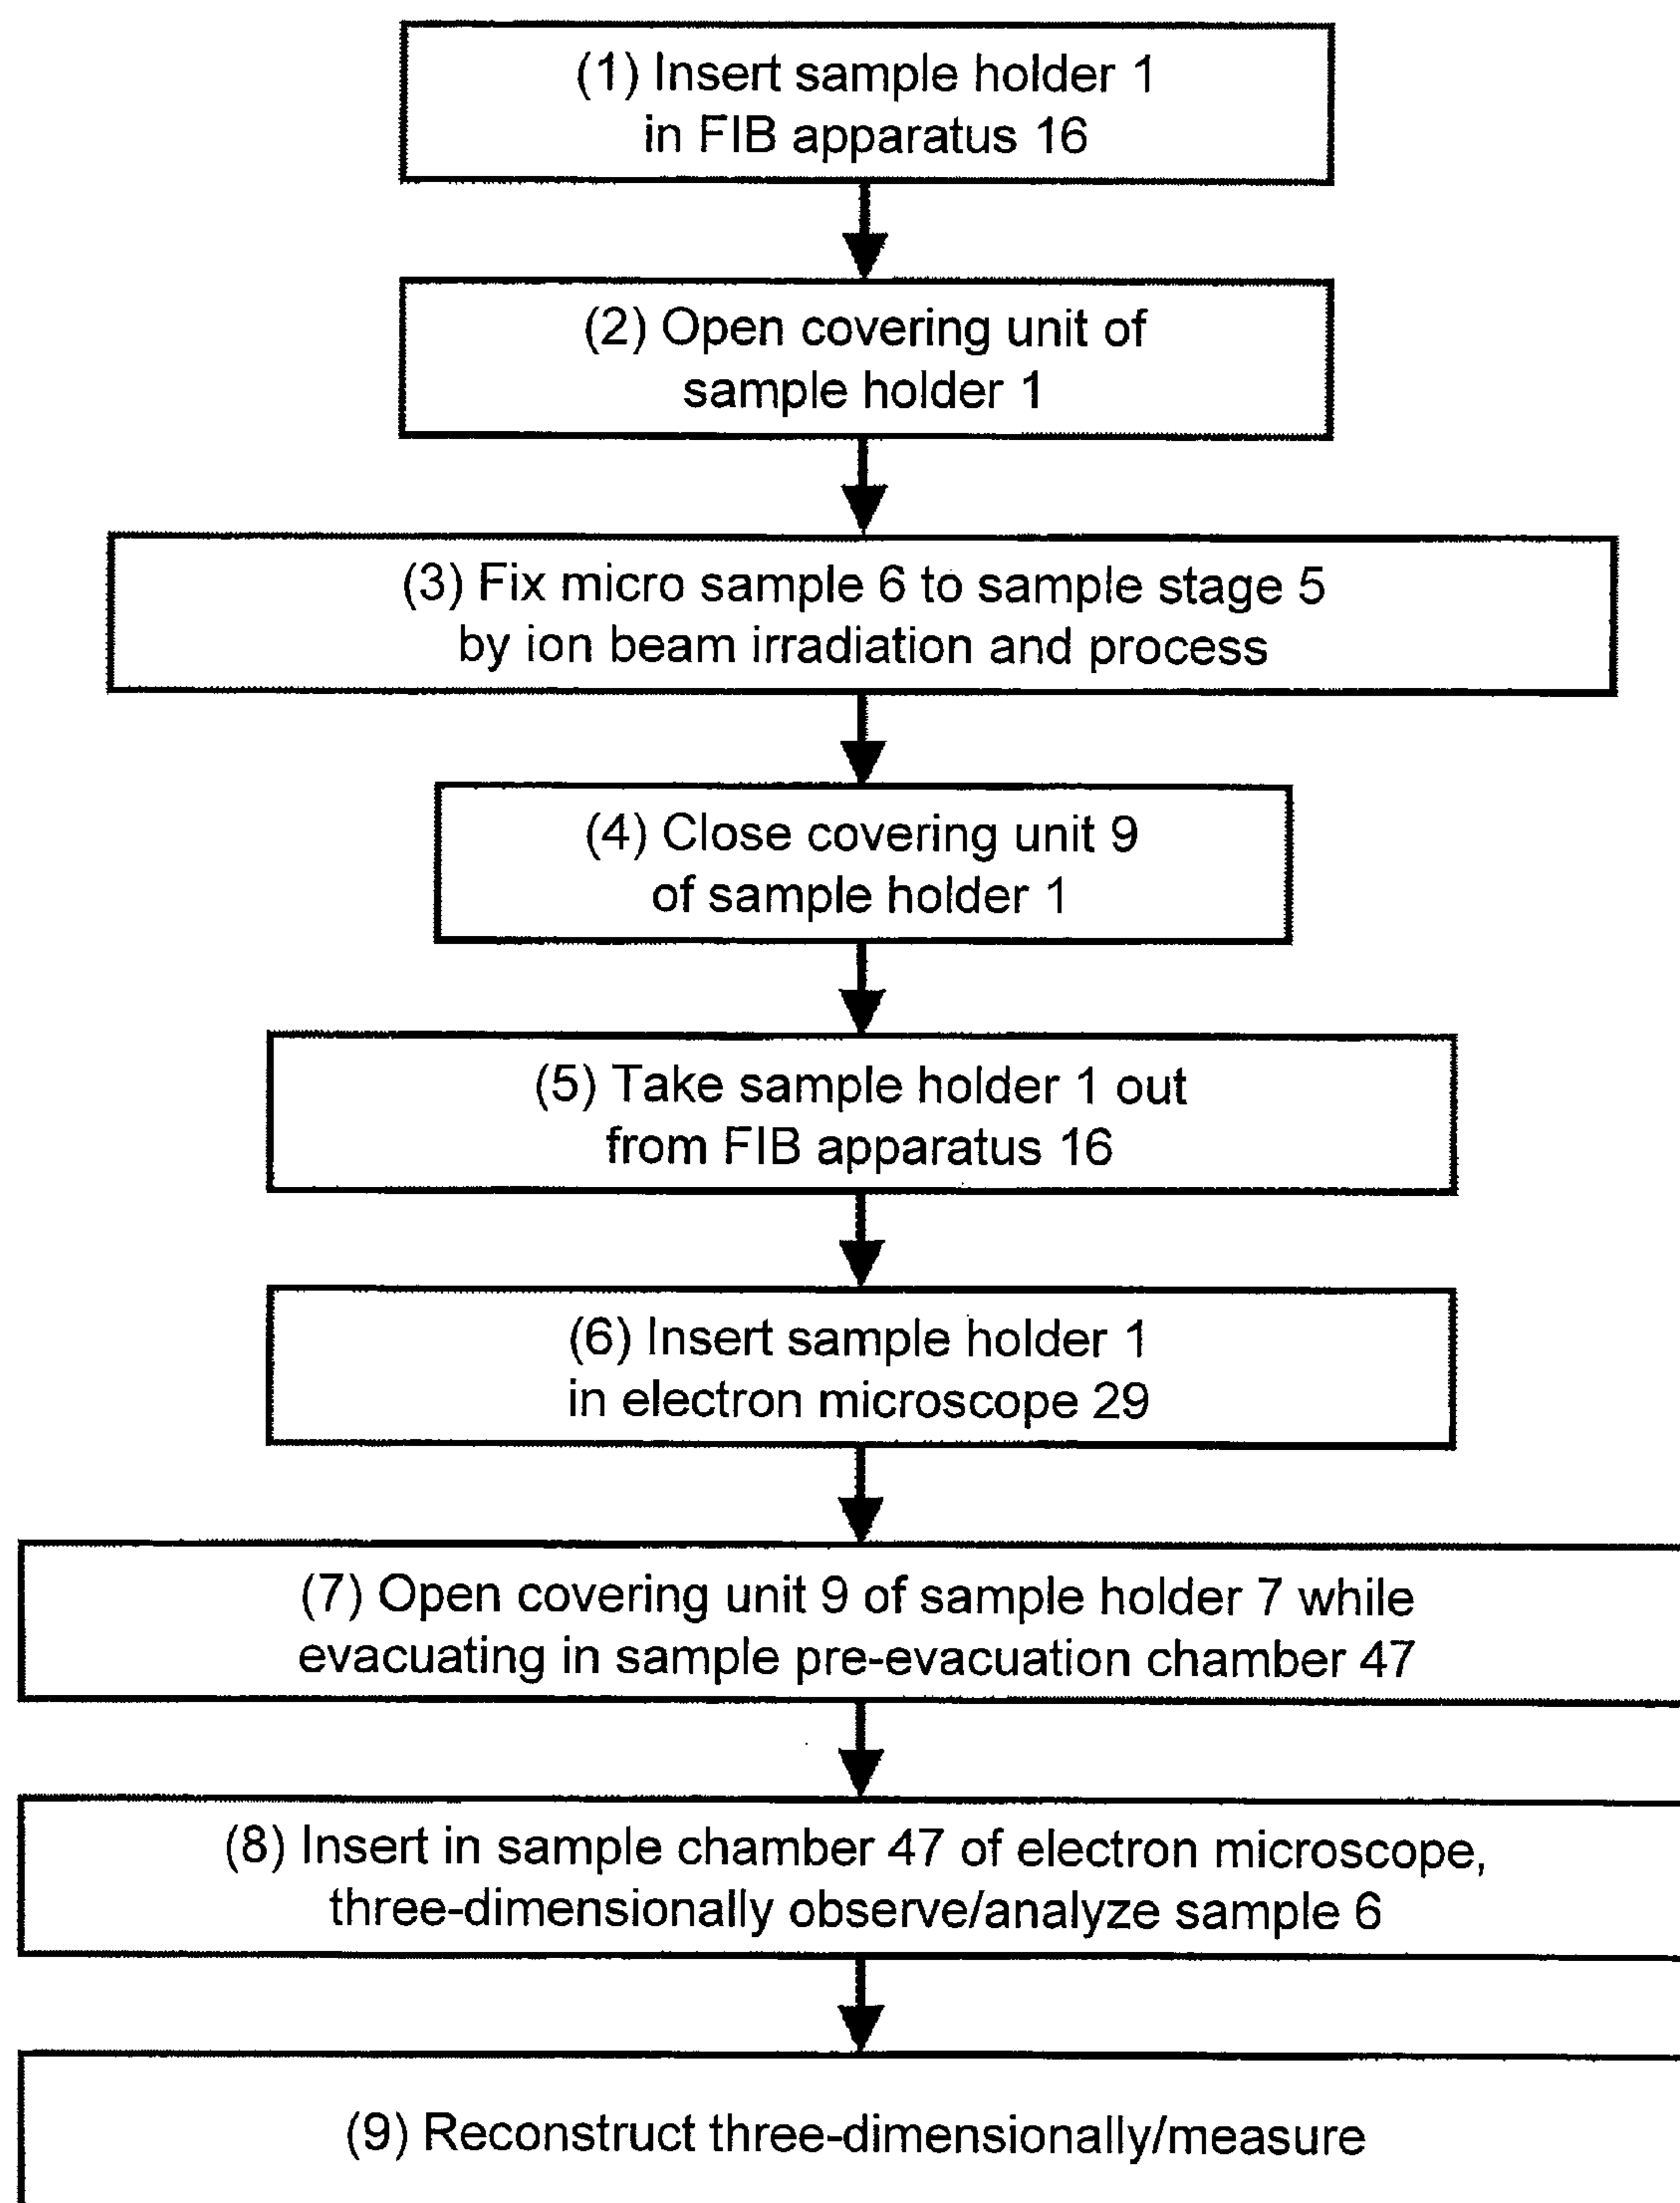 (1) Insert sample holder 1
in FIB apparatus 16
(2) Open covering unit of
sample holder 1
(3) Fix micro sample 6 to sample stage 5
by ion beam irradiation and process
(4) Close covering unit 9
of sample holder 1
(5) Take sample holder 1 out
from FIB apparatus 16
(6) Insert sample holder 1
in electron microscope 29
(7) Open covering unit 9 of sample holder 7 while
evacuating in sample pre-evacuation chamber 47
(8) Insert in sample chamber 47 of electron microscope,
three-dimensionally observe/analyze sample 6
(9) Reconstruct three-dimensionally/measure